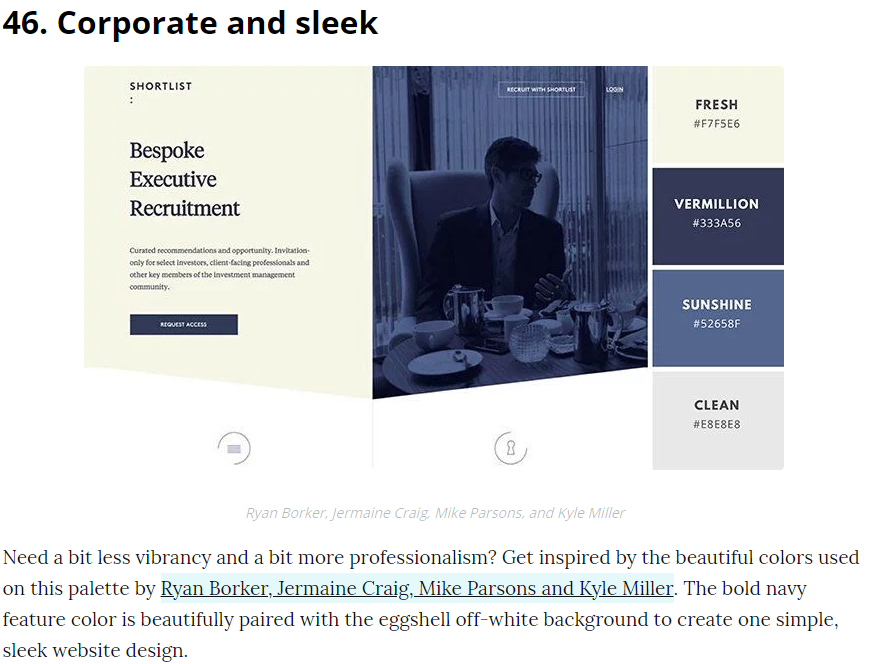 46. Corporate and sleek
SHORTLIST
:
Bespoke
Executive
Recruitment
Curated recommendations and opportunity. Invitation-
only for select investors, client-facing professionals and
other key members of the investment management
community.
REQUEST ACCESS
RECRUIT WITH SHORTLIST
LOGIN
FRESH
#F7F5E6
VERMILLION
#333A56
SUNSHINE
#52658F
CLEAN
#E8E8E8
Ryan Borker, Jermaine Craig, Mike Parsons, and Kyle Miller
Need a bit less vibrancy and a bit more professionalism? Get inspired by the beautiful colors used
on this palette by Ryan Borker, Jermaine Craig, Mike Parsons and Kyle Miller. The bold navy
feature color is beautifully paired with the eggshell off-white background to create one simple,
sleek website design.